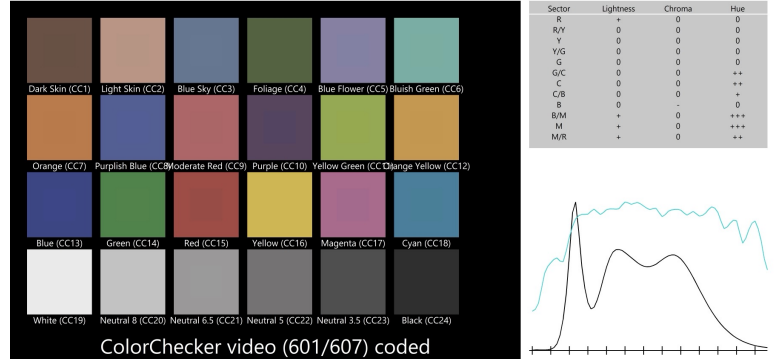 Dark Skin (CC1) Light Skin (CC2) Blue Sky (CC3) Foliage (CC4) Blue Flower (CC5) Bluish Green (CC6)
Orange (CC7) Purplish Blue (CC8) Moderate Red (CC9) Purple (CC10) Yellow Green (CC11) Orange Yellow (CC12)
Blue (CC13) Green (CC14) Red (CC15) Yellow (CC16) Magenta (CC17) Cyan (CC18)
White (CC19) Neutral 8 (CC20) Neutral 6.5 (CC21) Neutral 5 (CC22) Neutral 3.5 (CC23) Black (CC24)
ColorChecker video (601/607) coded
Sector Lightness Chroma Hue
R + 0 0
R/Y 0 0 0
Y 0 0 0
Y/G 0 0 0
G 0 0 0
G/C 0 0 ++
C 0 0 ++
C/B 0 0 +
B 0 - 0
B/M + 0 +++
M + 0 +++
M/R + 0 ++